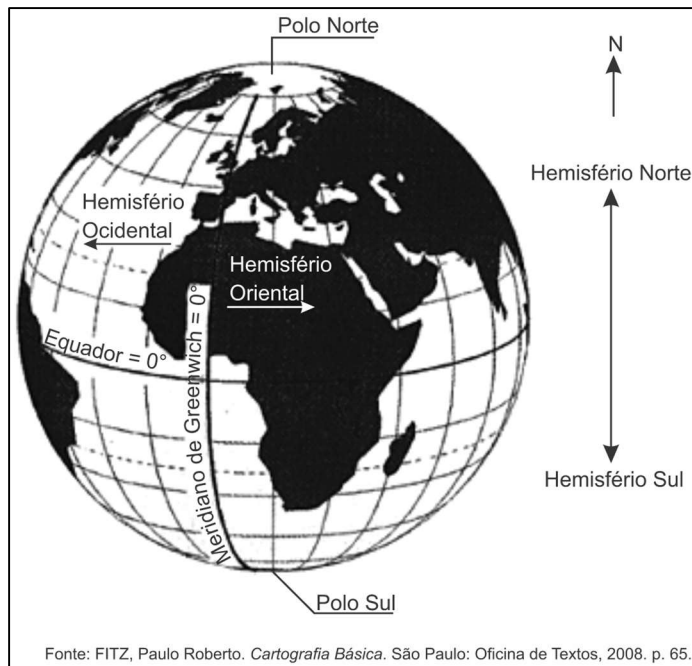 Polo Norte
N
Hemisfério Norte
Hemisfério
Ocidental
Hemisfério
Oriental
Equador = 0°
Meridiano de Greenwich = 0°
Hemisfério Sul
Polo Sul
Fonte: FITZ, Paulo Roberto. Cartografia Básica. São Paulo: Oficina de Textos, 2008. p. 65.